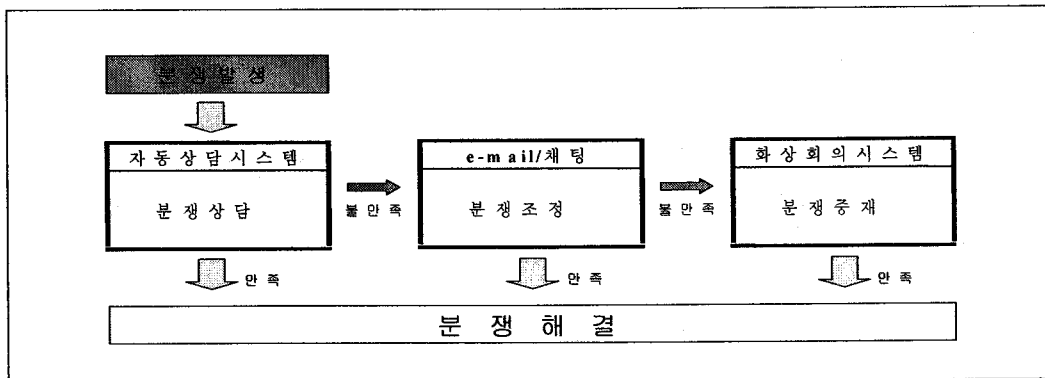 분쟁발생
자동상담시스템
분쟁상담
불만족
e-mail/채팅
분쟁조정
불만족
화상회의시스템
분쟁중재
만족
만족
만족
분쟁해결